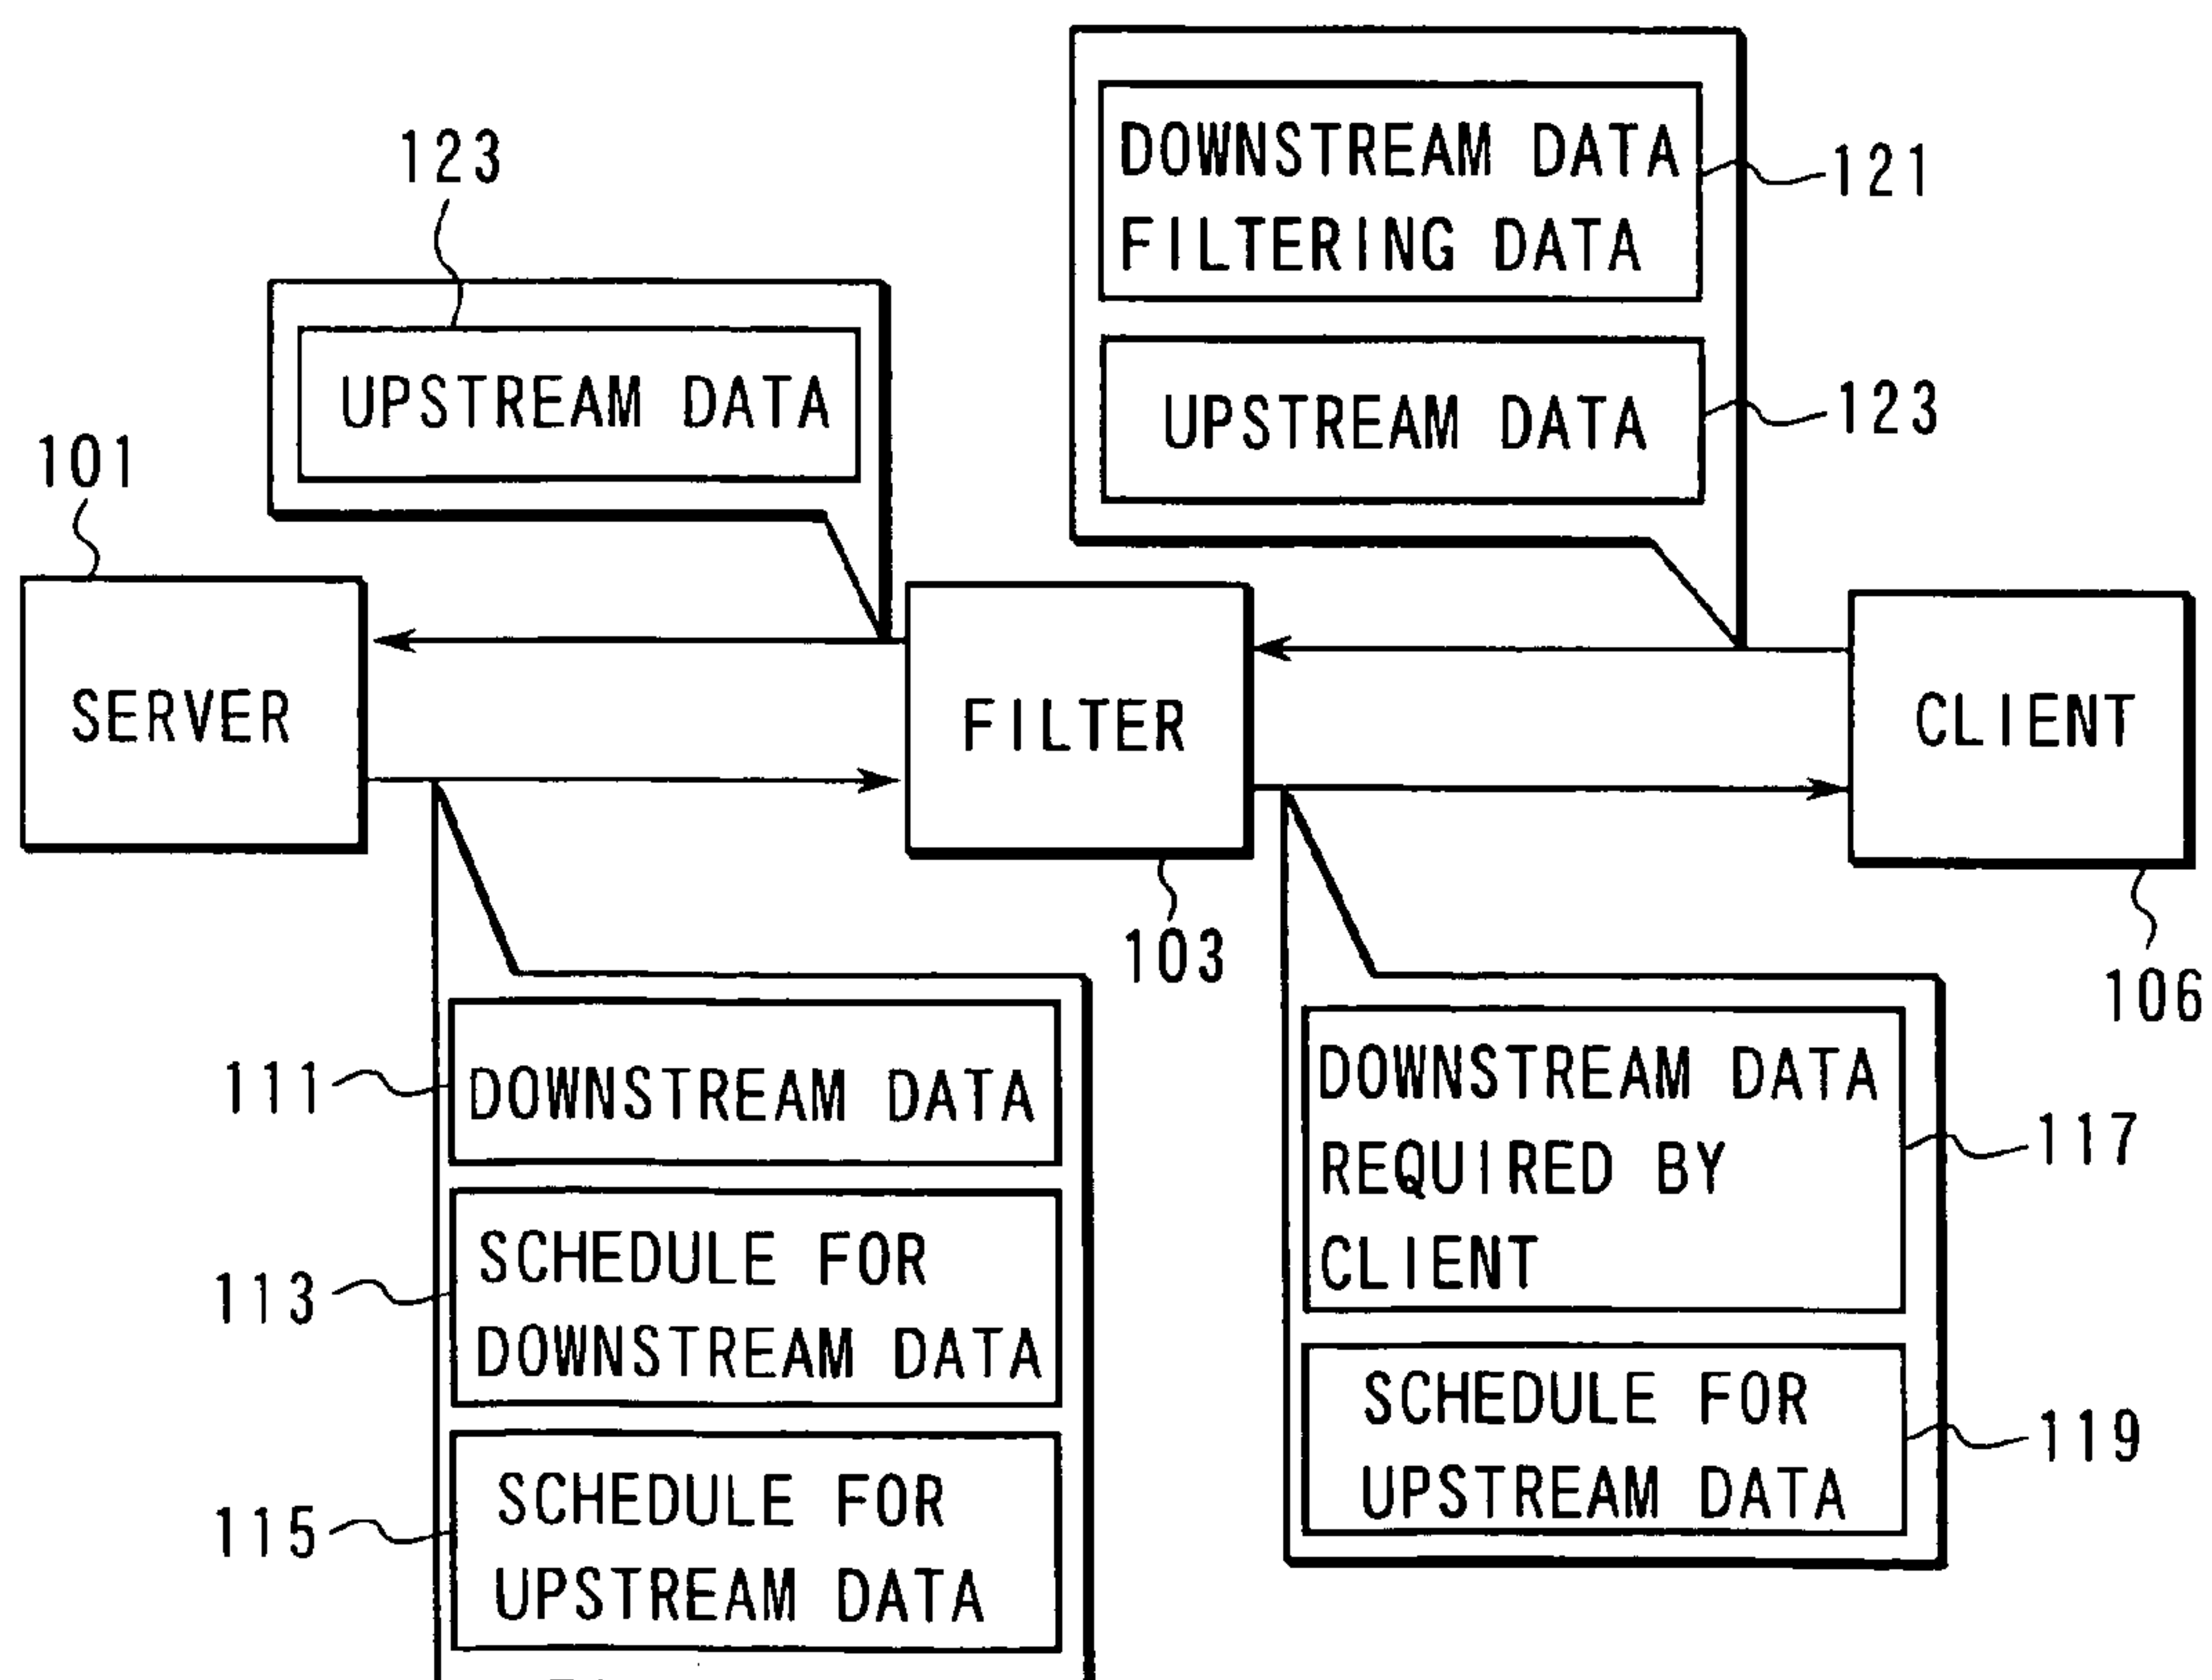 123
UPSTREAM DATA
DOWNSTREAM DATA
FILTERING DATA
121
UPSTREAM DATA
123
101
SERVER
FILTER
CLIENT
103
106
111
DOWNSTREAM DATA
113
SCHEDULE FOR
DOWNSTREAM DATA
115
SCHEDULE FOR
UPSTREAM DATA
DOWNSTREAM DATA
REQUIRED BY
CLIENT
117
SCHEDULE FOR
UPSTREAM DATA
119